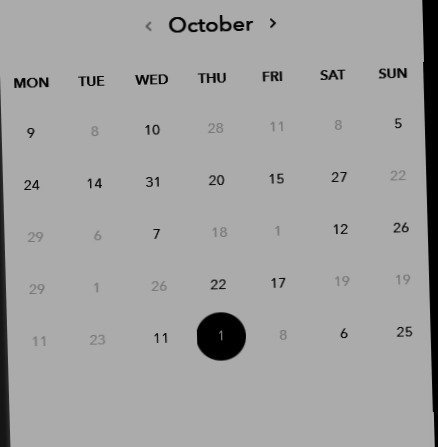 ‹ October ›
MON TUE WED THU FRI SAT SUN
9 8 10 28 11 8 5
24 14 31 20 15 27 22
29 6 7 18 1 12 26
29 1 26 22 17 19 19
11 23 11 1 8 6 25